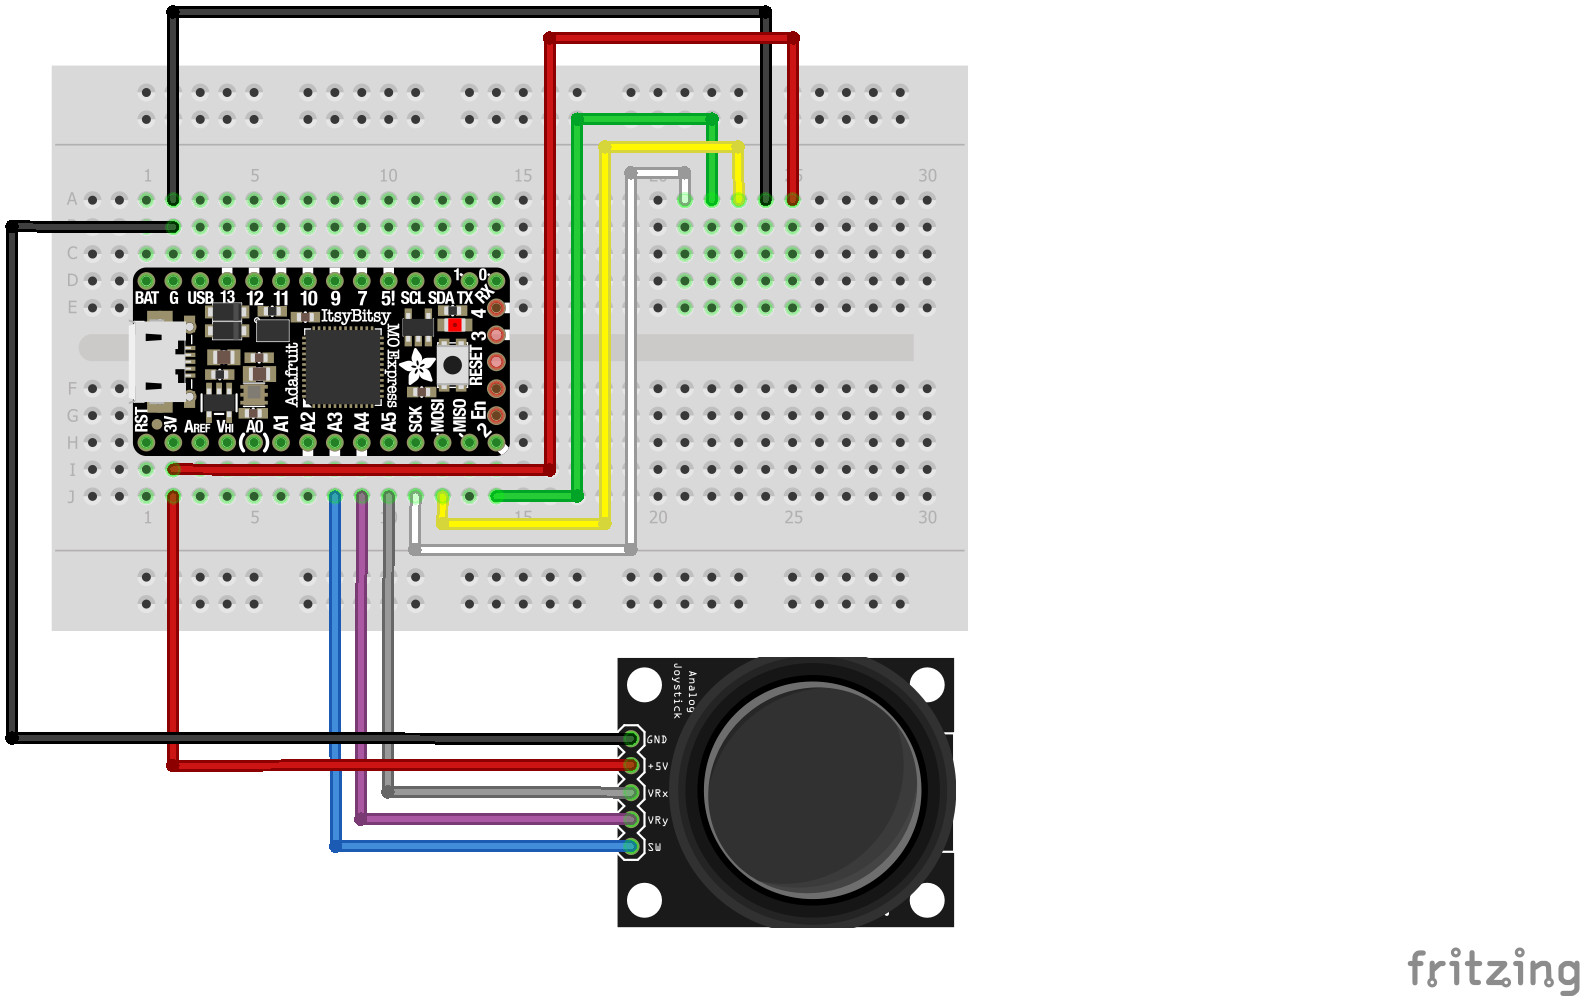 1 5 10 15 20 25 30
A
B
C
D
E
1 0
BAT G USB 13 12 11 10 9 7 5! SCL SDA TX RX
ItsyBitsy
M0 Express
Adafruit
4
3
RESET
En
2
RST 3V AREF VHI A0 A1 A2 A3 A4 A5 SCK MOSI MISO
F
G
H
I
J
1 5 10 15 20 25 30
Analog
Joystick
GND
+5V
VRx
VRy
SW
fritzing